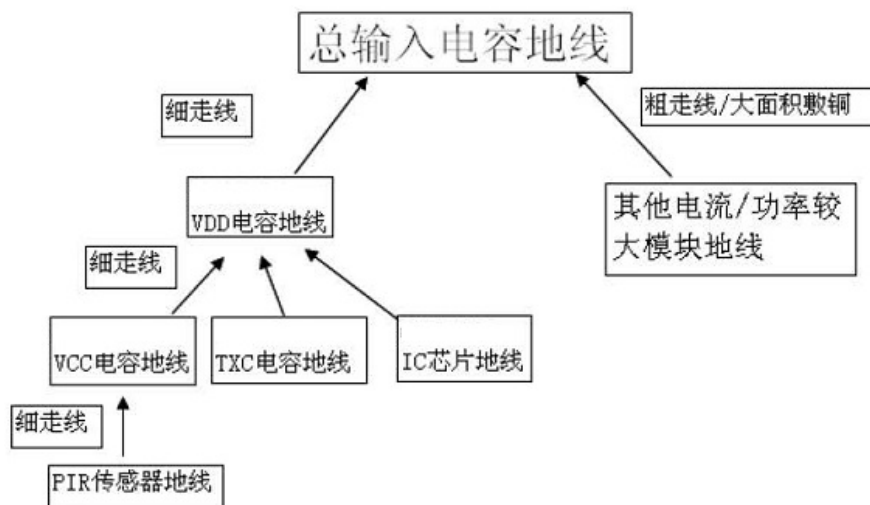 总输入电容地线
细走线
粗走线/大面积敷铜
VDD电容地线
其他电流/功率较
大模块地线
细走线
VCC电容地线
TXC电容地线
IC芯片地线
细走线
PIR传感器地线